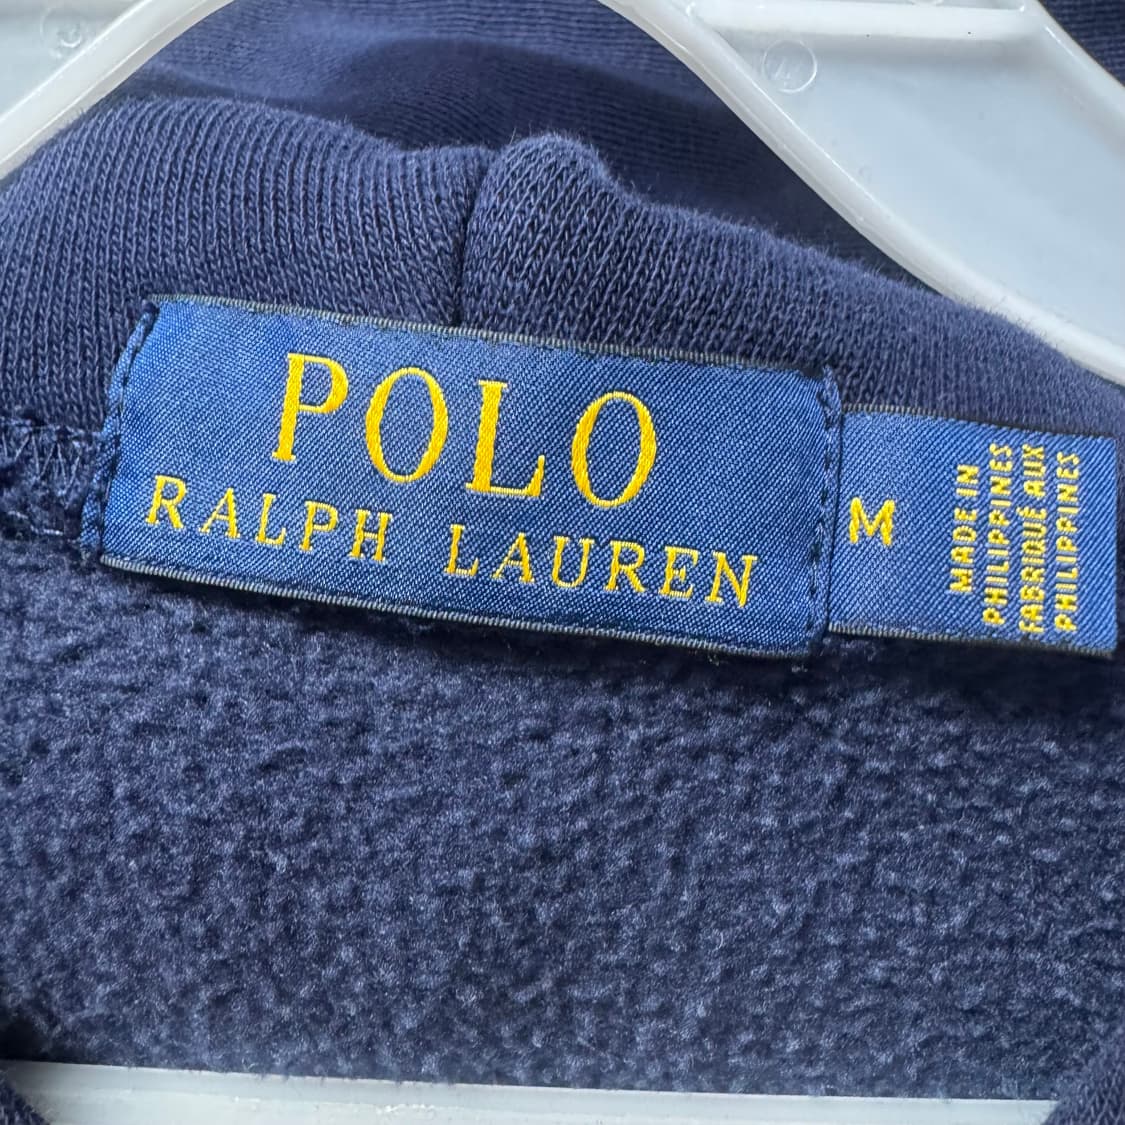 POLO
RALPH LAUREN
M
MADE IN
PHILIPPINES
FABRIQUÉ AUX
PHILIPPINES